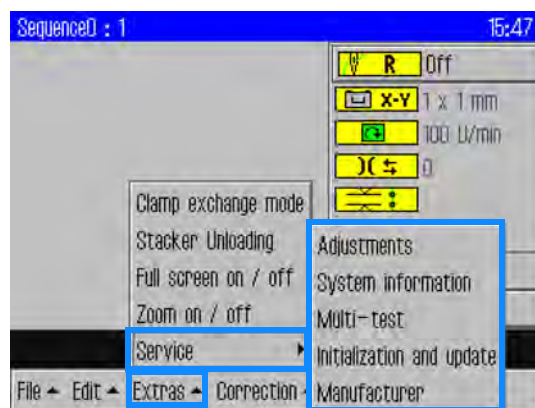 Sequence0 : 1 15:47
R Off
X-Y 1 x 1 mm
100 U/min
0
Clamp exchange mode
Stacker Unloading
Full screen on / off
Zoom on / off
Service
Adjustments
System information
Multi-test
Initialization and update
Manufacturer
File Edit Extras Correction